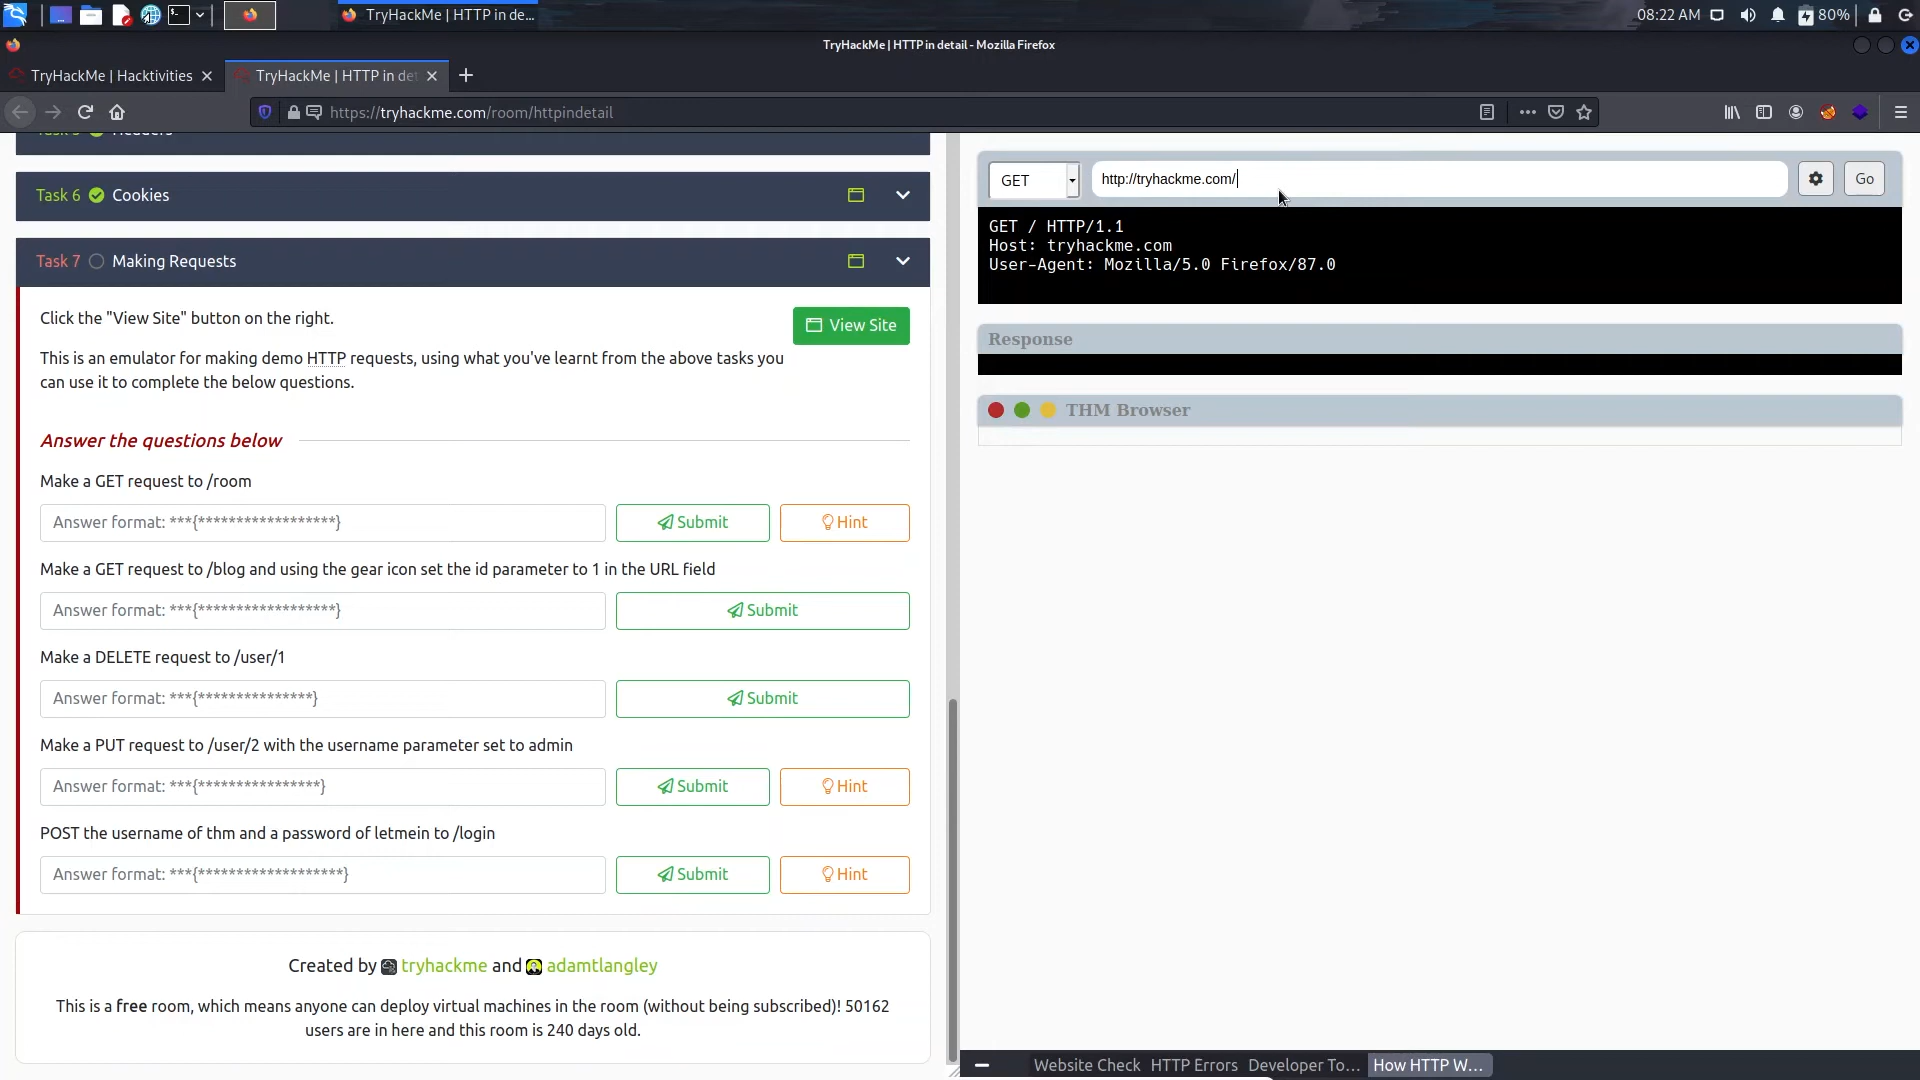 TryHackMe | HTTP in de...
08:22 AM
80%
TryHackMe | HTTP in detail - Mozilla Firefox
TryHackMe | Hacktivities
TryHackMe | HTTP in det
https://tryhackme.com/room/httpindetail
Task 5 Headers
Task 6 Cookies
Task 7 Making Requests
Click the "View Site" button on the right.
View Site
This is an emulator for making demo HTTP requests, using what you've learnt from the above tasks you
can use it to complete the below questions.
Answer the questions below
Make a GET request to /room
Answer format: ***{******************}
Submit
Hint
Make a GET request to /blog and using the gear icon set the id parameter to 1 in the URL field
Answer format: ***{******************}
Submit
Make a DELETE request to /user/1
Answer format: ***{***************}
Submit
Make a PUT request to /user/2 with the username parameter set to admin
Answer format: ***{****************}
Submit
Hint
POST the username of thm and a password of letmein to /login
Answer format: ***{*******************}
Submit
Hint
Created by tryhackme and adamtlangley
This is a free room, which means anyone can deploy virtual machines in the room (without being subscribed)! 50162
users are in here and this room is 240 days old.
GET
http://tryhackme.com/
Go
GET / HTTP/1.1
Host: tryhackme.com
User-Agent: Mozilla/5.0 Firefox/87.0
Response
THM Browser
Website Check
HTTP Errors
Developer To...
How HTTP W...